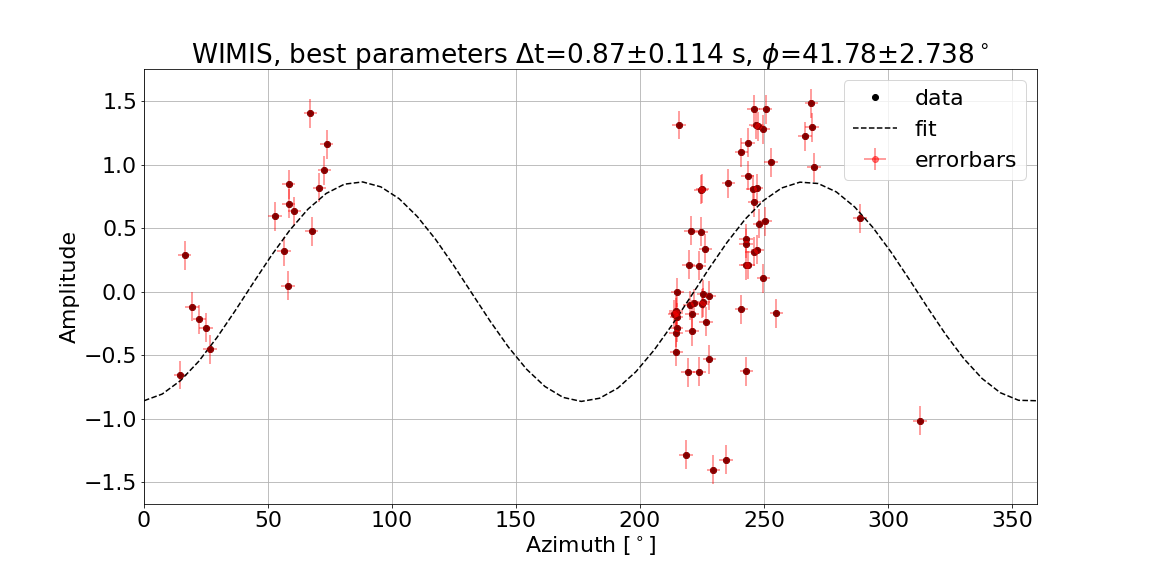 WIMIS, best parameters Δt=0.87±0.114 s, ϕ=41.78±2.738°
1.5
1.0
0.5
0.0
−0.5
−1.0
−1.5
Amplitude
data
fit
errorbars
0 50 100 150 200 250 300 350
Azimuth [°]